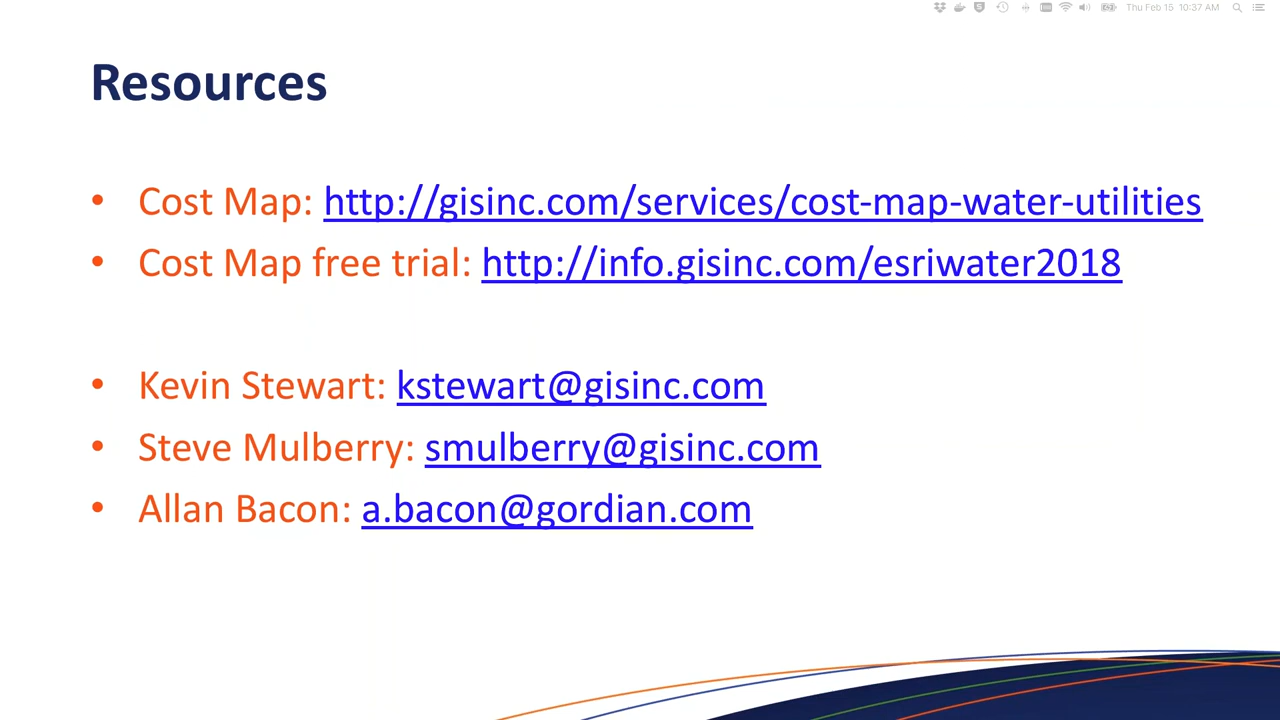 Thu Feb 15 10:37 AM
Resources
• Cost Map: http://gisinc.com/services/cost-map-water-utilities
• Cost Map free trial: http://info.gisinc.com/esriwater2018
• Kevin Stewart: kstewart@gisinc.com
• Steve Mulberry: smulberry@gisinc.com
• Allan Bacon: a.bacon@gordian.com